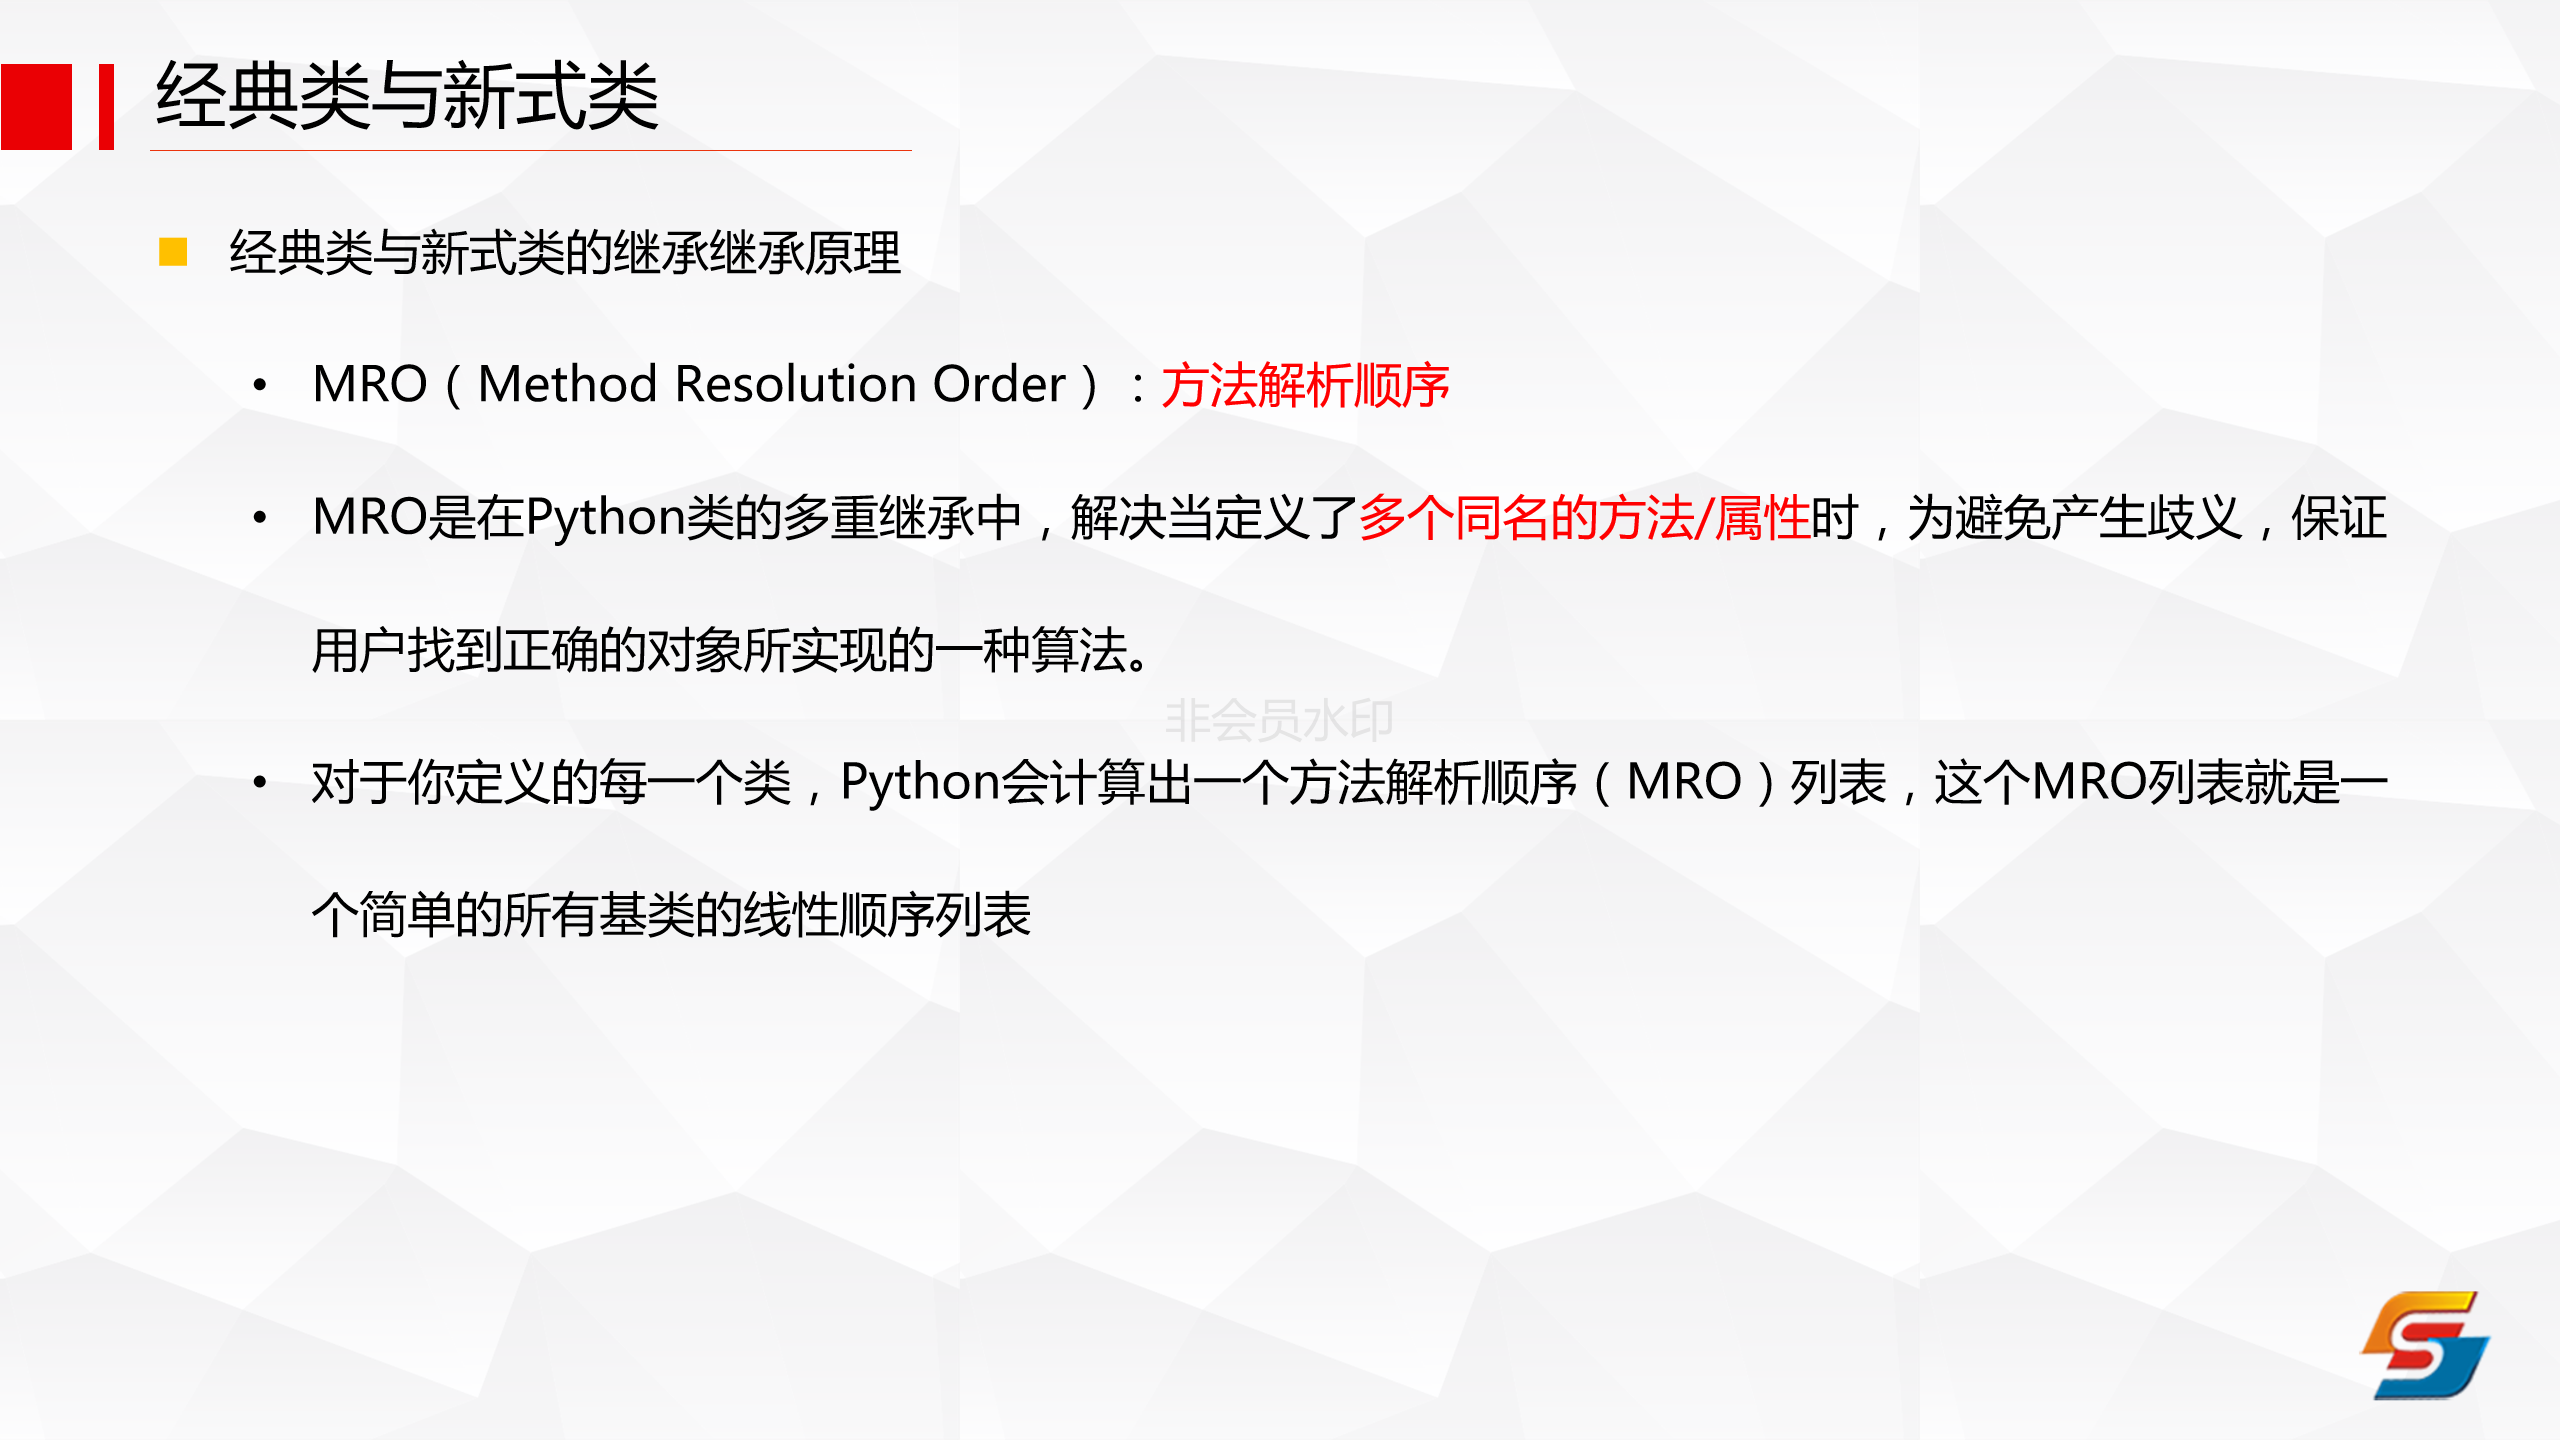 经典类与新式类
经典类与新式类的继承继承原理
• MRO（Method Resolution Order）：方法解析顺序
• MRO是在Python类的多重继承中，解决当定义了多个同名的方法/属性时，为避免产生歧义，保证
用户找到正确的对象所实现的一种算法。
非会员水印
• 对于你定义的每一个类，Python会计算出一个方法解析顺序（MRO）列表，这个MRO列表就是一
个简单的所有基类的线性顺序列表